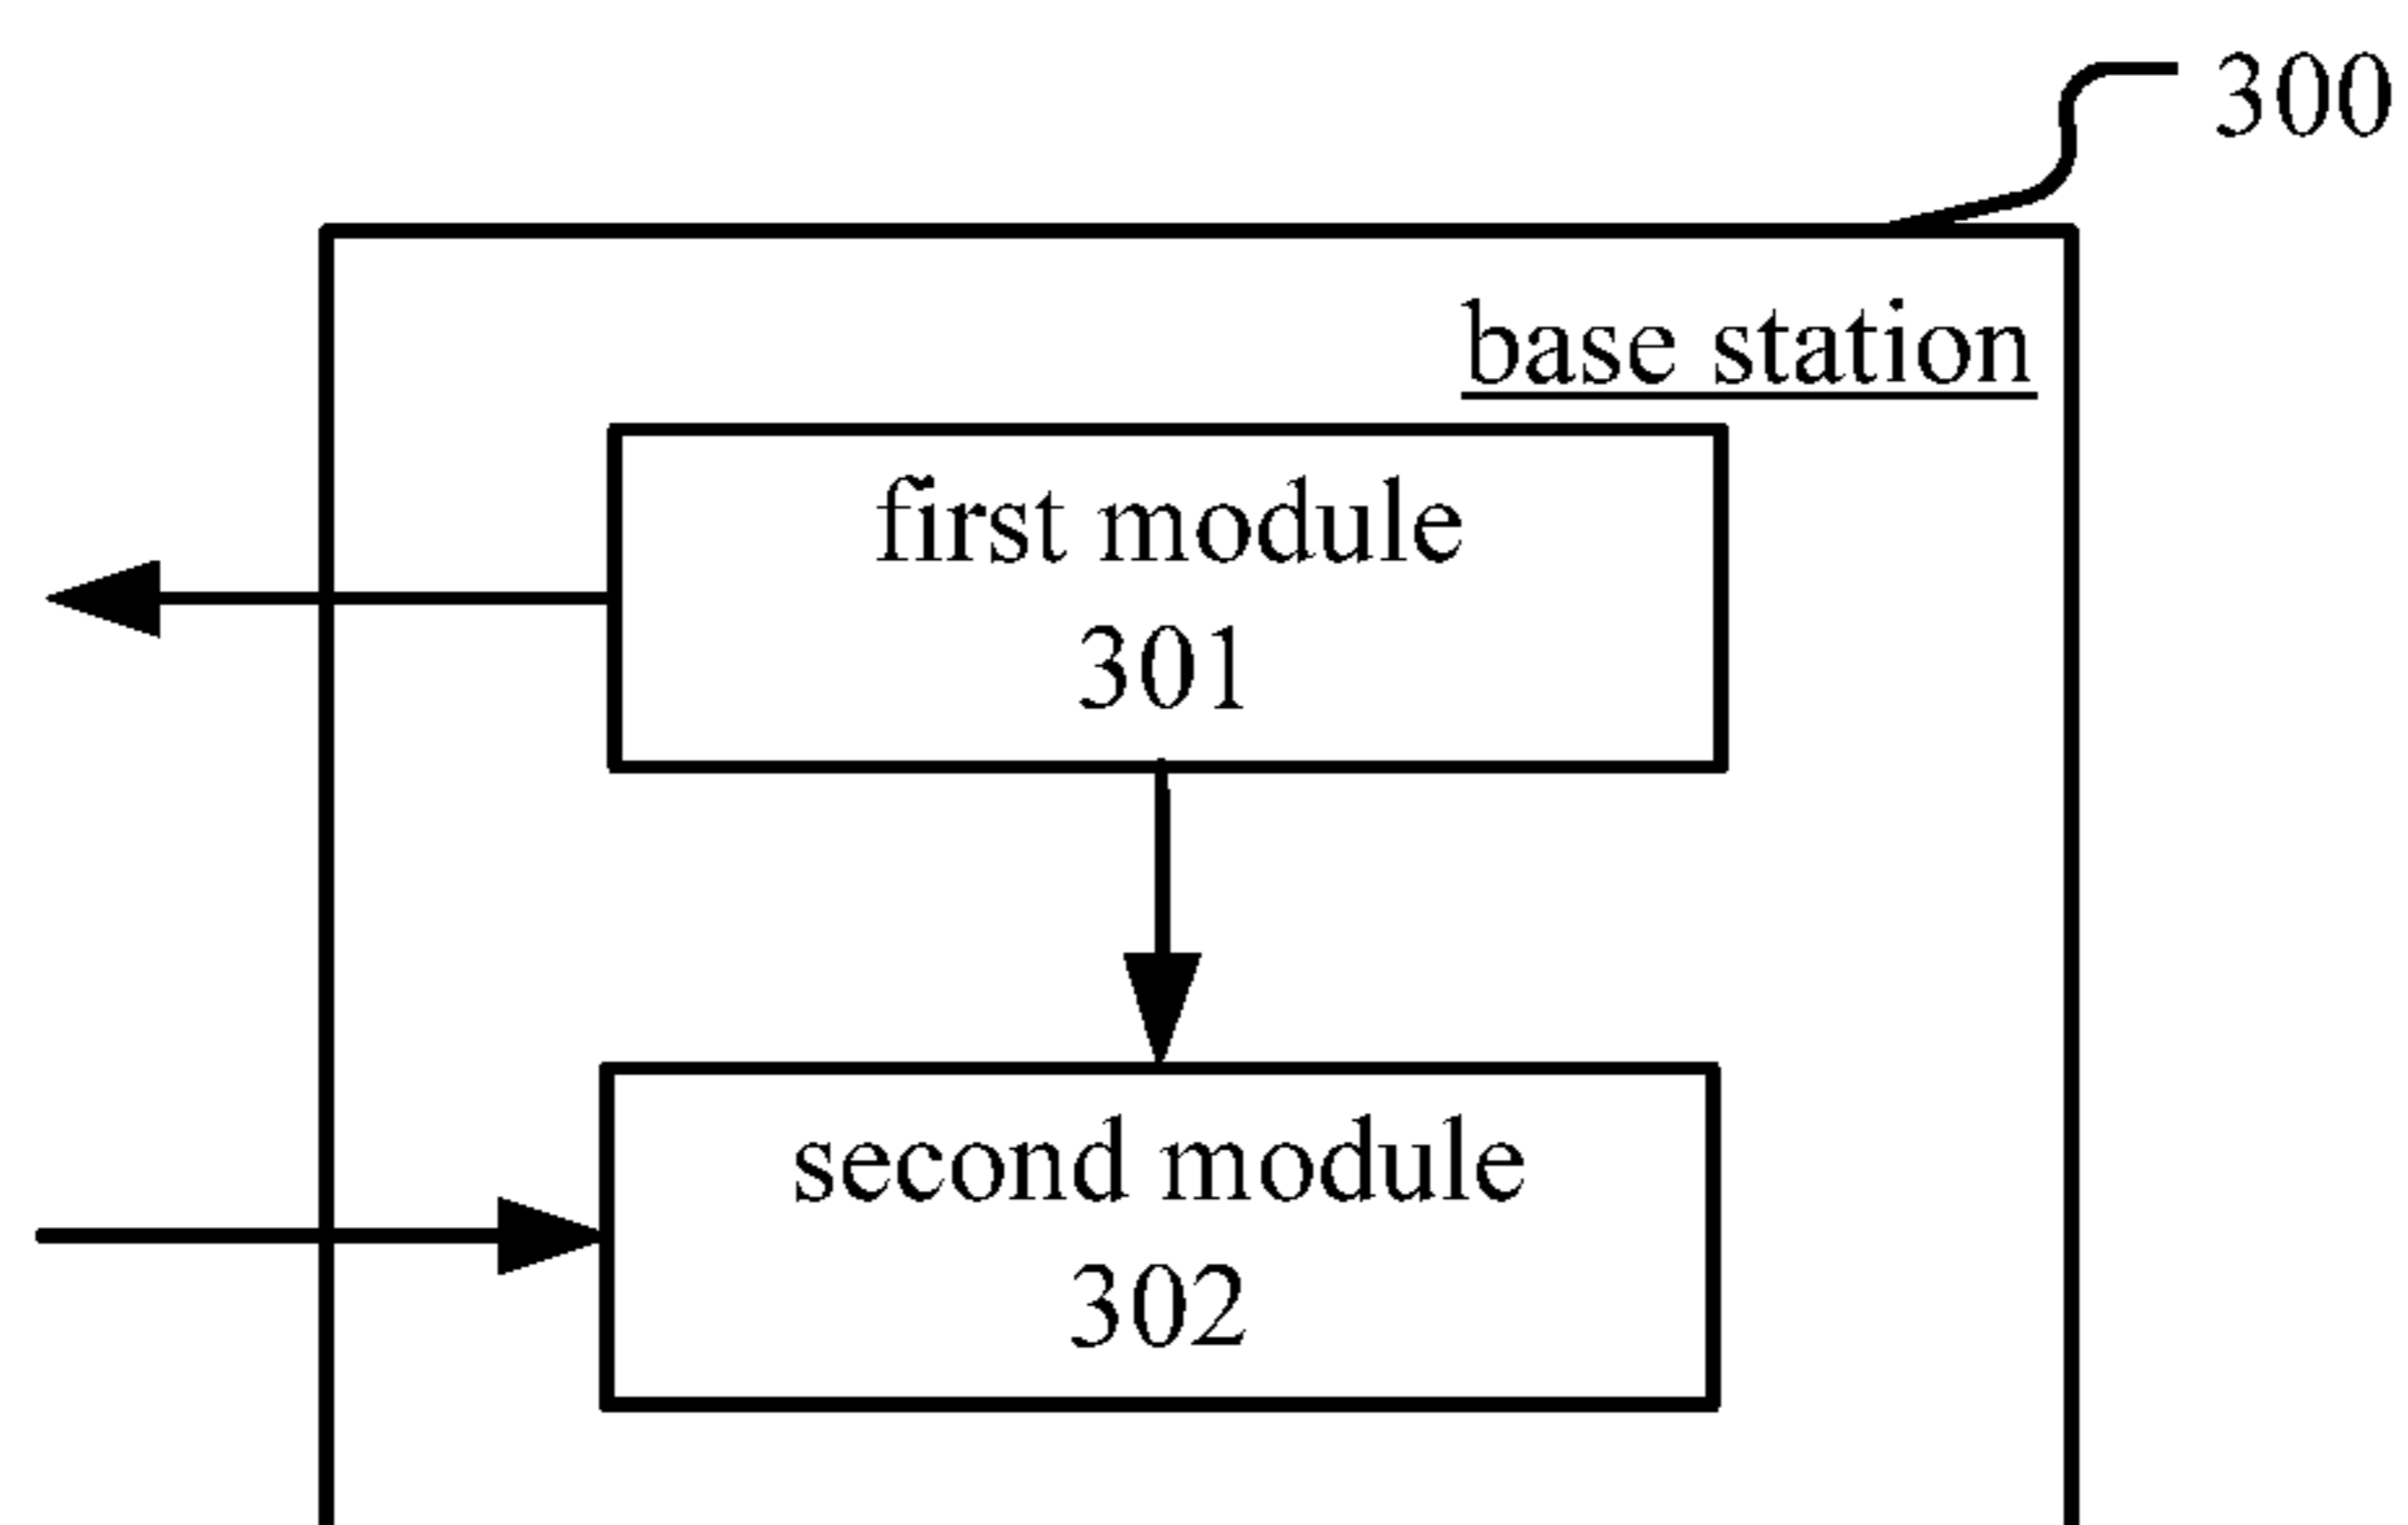 300
base station
first module
301
second module
302